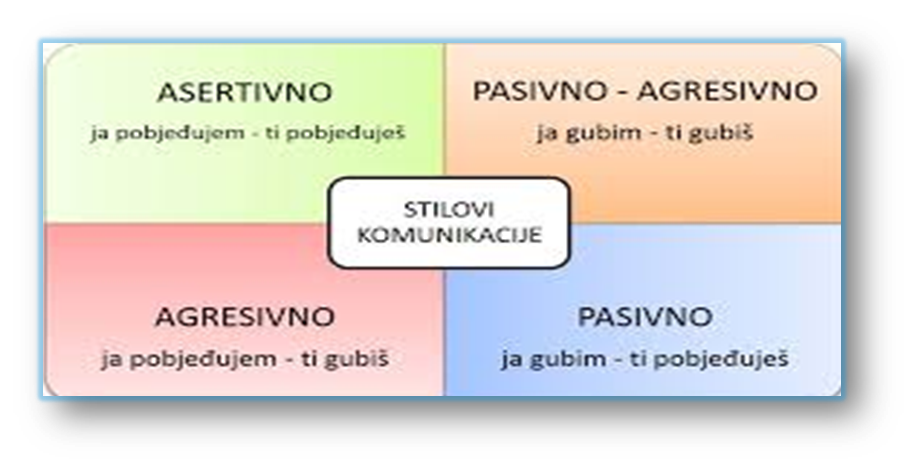 ASERTIVNO
ja pobjeđujem - ti pobjeđuješ
PASIVNO - AGRESIVNO
ja gubim - ti gubiš
STILOVI
KOMUNIKACIJE
AGRESIVNO
ja pobjeđujem - ti gubiš
PASIVNO
ja gubim - ti pobjeđuješ